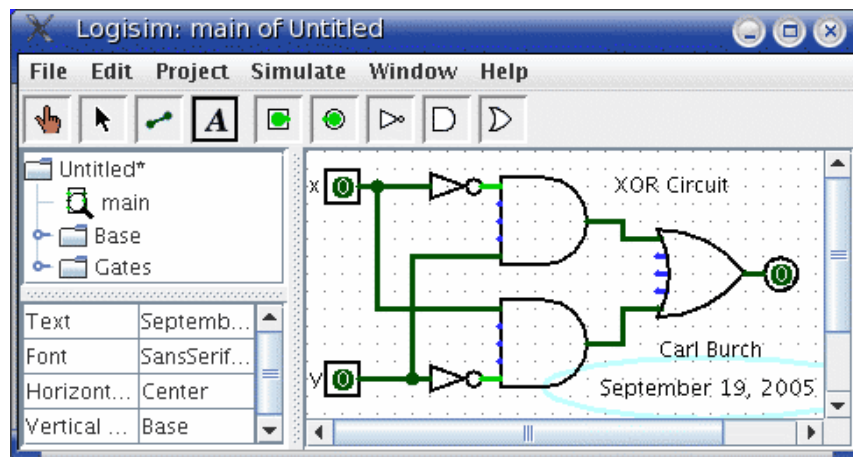 Logisim: main of Untitled
File Edit Project Simulate Window Help
A
Untitled*
main
Base
Gates
Text Septemb...
Font SansSerif...
Horizont... Center
Vertical ... Base
x 0
XOR Circuit
0
y 0
Carl Burch
September 19, 2005